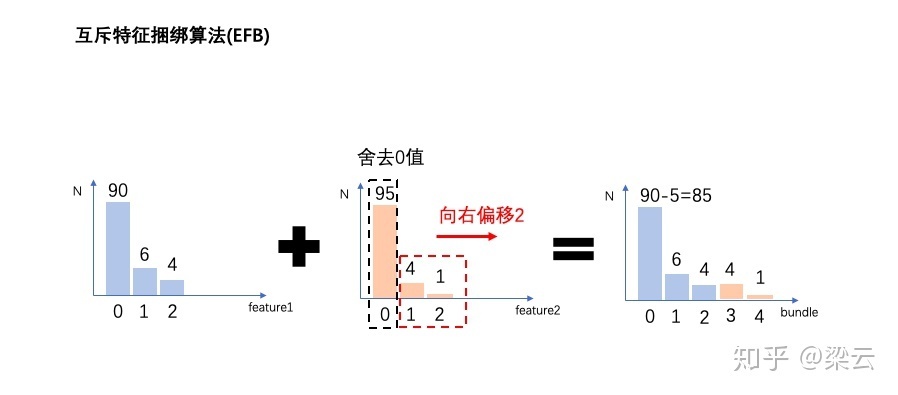 互斥特征捆绑算法(EFB)
舍去0值
N 90 6 4
0 1 2 feature1
N 95 4 1
向右偏移2
0 1 2 feature2
N 90-5=85
6 4 4 1
0 1 2 3 4 bundle
知乎 @梁云